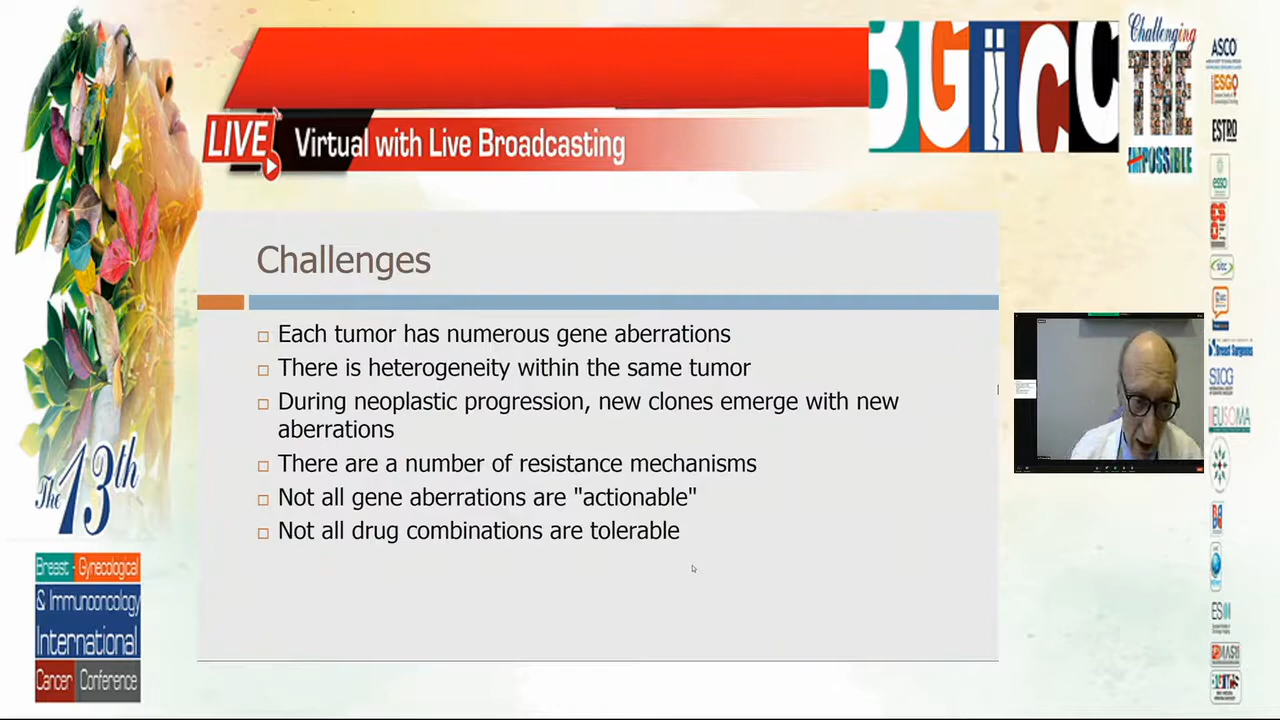 BGICC
Challenging
THE
IMPOSSIBLE
ASCO
ESGO
ESTRO
LIVE
Virtual with Live Broadcasting
Challenges
Each tumor has numerous gene aberrations
There is heterogeneity within the same tumor
During neoplastic progression, new clones emerge with new
aberrations
There are a number of resistance mechanisms
Not all gene aberrations are "actionable"
Not all drug combinations are tolerable
esso
SIS
Breast Surgeons
EUSOMA
The 13th
Breast - Gynecological
& Immunooncology
International
Cancer Conference